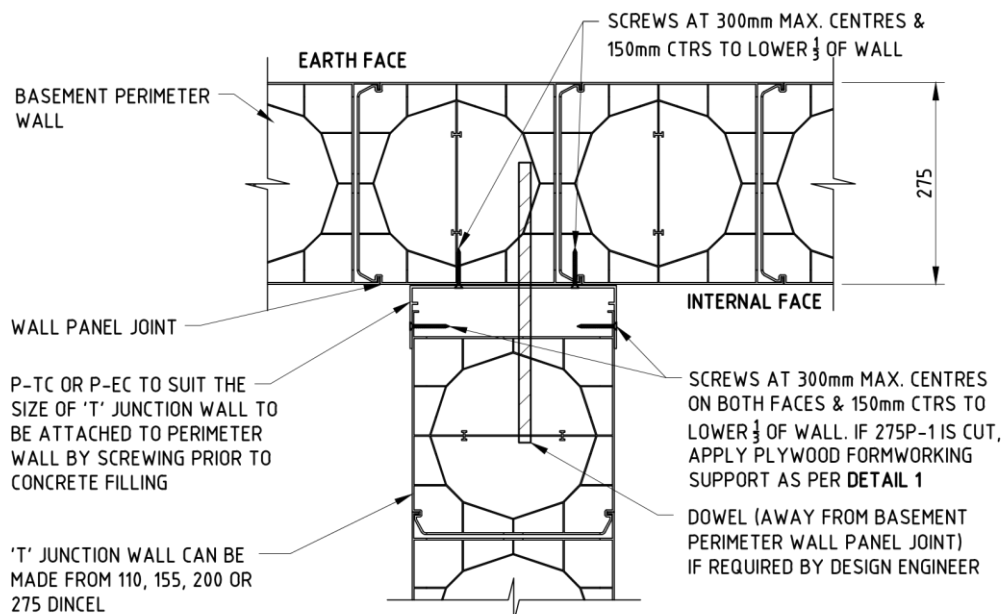 SCREWS AT 300mm MAX. CENTRES &
150mm CTRS TO LOWER 1/3 OF WALL
EARTH FACE
BASEMENT PERIMETER
WALL
275
INTERNAL FACE
WALL PANEL JOINT
P-TC OR P-EC TO SUIT THE
SIZE OF 'T' JUNCTION WALL TO
BE ATTACHED TO PERIMETER
WALL BY SCREWING PRIOR TO
CONCRETE FILLING
SCREWS AT 300mm MAX. CENTRES
ON BOTH FACES & 150mm CTRS TO
LOWER 1/3 OF WALL. IF 275P-1 IS CUT,
APPLY PLYWOOD FORMWORKING
SUPPORT AS PER DETAIL 1
DOWEL (AWAY FROM BASEMENT
PERIMETER WALL PANEL JOINT)
IF REQUIRED BY DESIGN ENGINEER
'T' JUNCTION WALL CAN BE
MADE FROM 110, 155, 200 OR
275 DINCEL